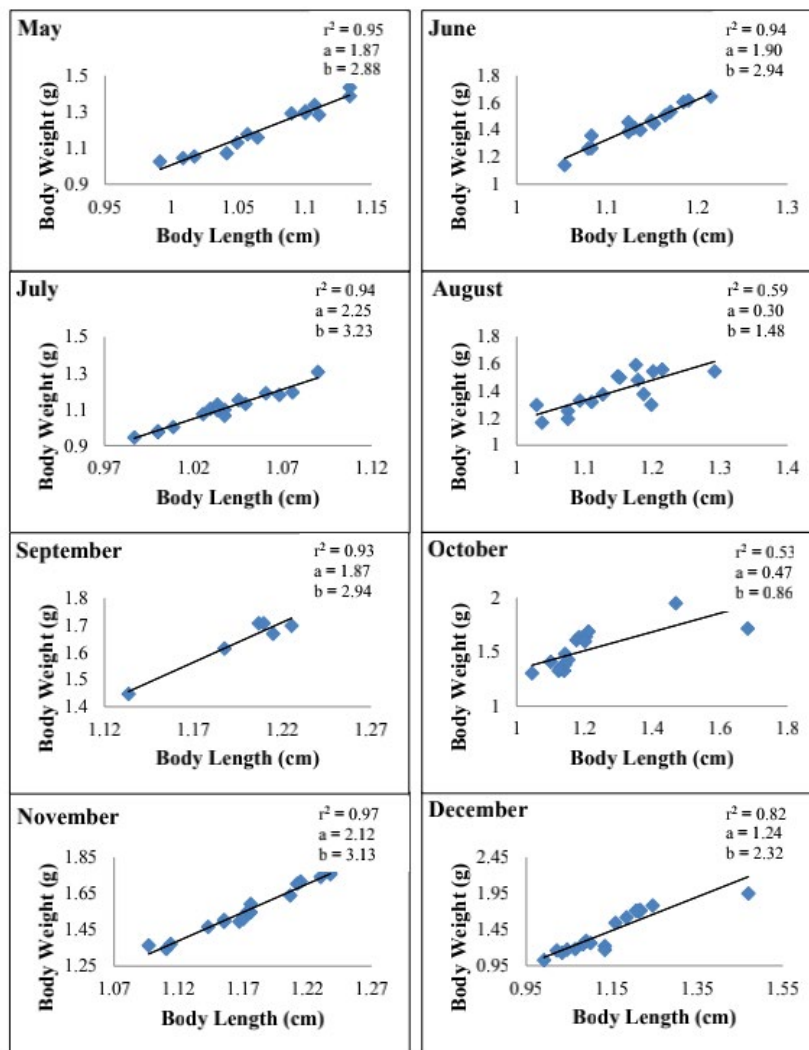 May
r² = 0.95
a = 1.87
b = 2.88
Body Weight (g)
1.5
1.3
1.1
0.9
0.95 1 1.05 1.1 1.15
Body Length (cm)
June
r² = 0.94
a = 1.90
b = 2.94
Body Weight (g)
1.8
1.6
1.4
1.2
1
1 1.1 1.2 1.3
Body Length (cm)
July
r² = 0.94
a = 2.25
b = 3.23
Body Weight (g)
1.5
1.3
1.1
0.9
0.97 1.02 1.07 1.12
Body Length (cm)
August
r² = 0.59
a = 0.30
b = 1.48
Body Weight (g)
1.8
1.6
1.4
1.2
1
1 1.1 1.2 1.3 1.4
Body Length (cm)
September
r² = 0.93
a = 1.87
b = 2.94
Body Weight (g)
1.8
1.7
1.6
1.5
1.4
1.12 1.17 1.22 1.27
Body Length (cm)
October
r² = 0.53
a = 0.47
b = 0.86
Body Weight (g)
2
1.5
1
1 1.2 1.4 1.6 1.8
Body Length (cm)
November
r² = 0.97
a = 2.12
b = 3.13
Body Weight (g)
1.85
1.65
1.45
1.25
1.07 1.12 1.17 1.22 1.27
Body Length (cm)
December
r² = 0.82
a = 1.24
b = 2.32
Body Weight (g)
2.45
1.95
1.45
0.95
0.95 1.15 1.35 1.55
Body Length (cm)